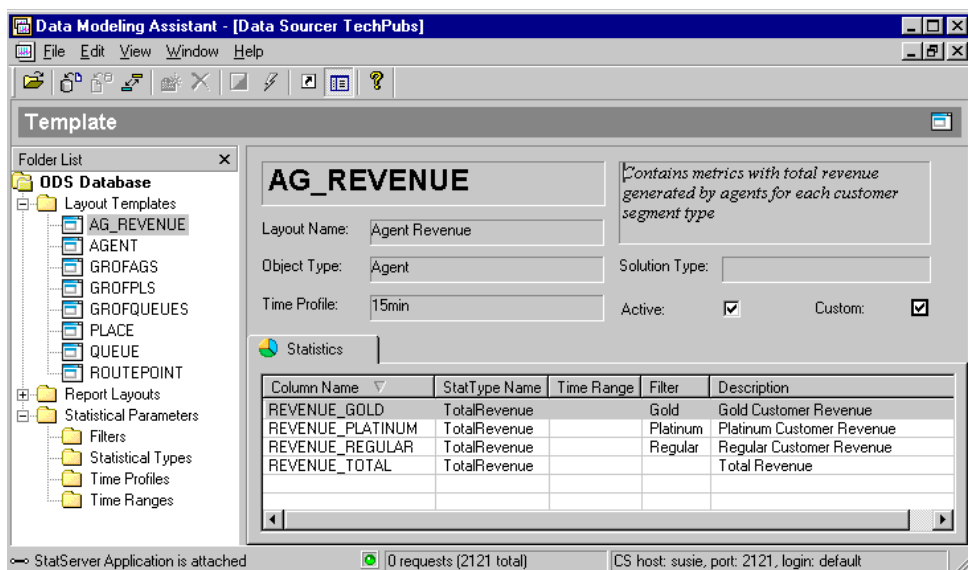 Data Modeling Assistant - [Data Sourcer TechPubs]
File Edit View Window Help
Template
Folder List
ODS Database
Layout Templates
AG_REVENUE
AGENT
GROFAGS
GROFPLS
GROFQUEUES
PLACE
QUEUE
ROUTEPOINT
Report Layouts
Statistical Parameters
Filters
Statistical Types
Time Profiles
Time Ranges
AG_REVENUE
Contains metrics with total revenue
generated by agents for each customer
segment type
Layout Name: Agent Revenue
Object Type: Agent
Solution Type:
Time Profile: 15min
Active:
Custom:
Statistics
Column Name StatType Name Time Range Filter Description
REVENUE_GOLD TotalRevenue Gold Gold Customer Revenue
REVENUE_PLATINUM TotalRevenue Platinum Platinum Customer Revenue
REVENUE_REGULAR TotalRevenue Regular Regular Customer Revenue
REVENUE_TOTAL TotalRevenue Total Revenue
StatServer Application is attached
0 requests (2121 total)
CS host: susie, port: 2121, login: default